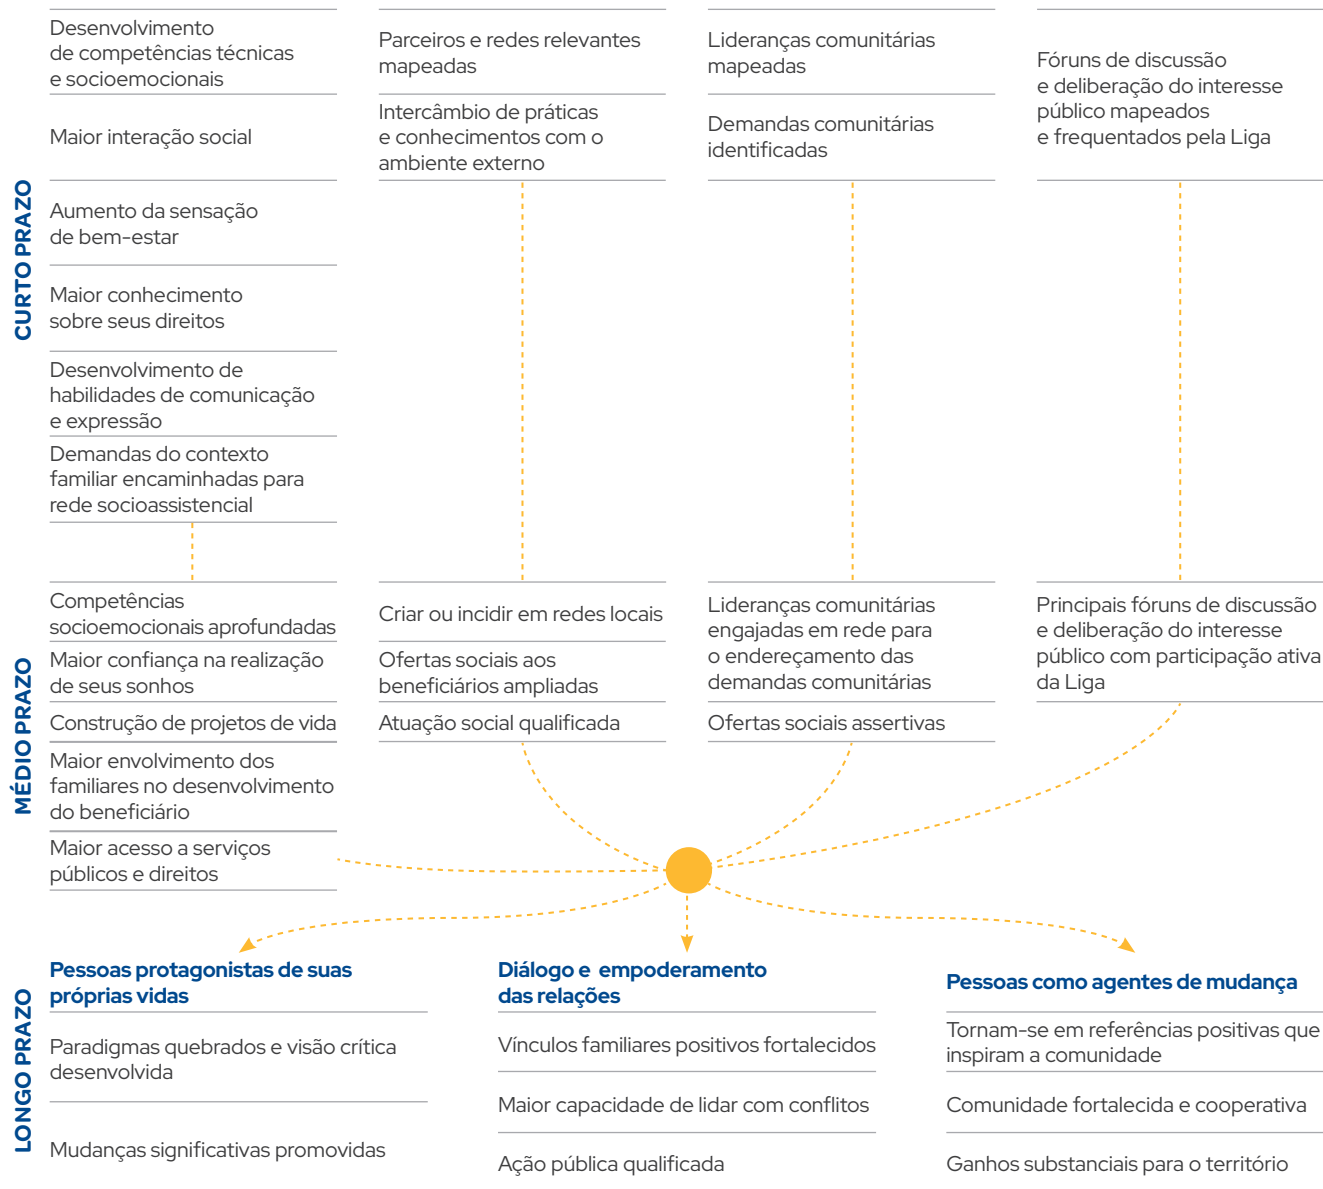 CURTO PRAZO
Desenvolvimento
de competências técnicas
e socioemocionais
Maior interação social
Aumento da sensação
de bem-estar
Maior conhecimento
sobre seus direitos
Desenvolvimento de
habilidades de comunicação
e expressão
Demandas do contexto
familiar encaminhadas para
rede socioassistencial
Parceiros e redes relevantes
mapeadas
Intercâmbio de práticas
e conhecimentos com o
ambiente externo
Lideranças comunitárias
mapeadas
Demandas comunitárias
identificadas
Fóruns de discussão
e deliberação do interesse
público mapeados
e frequentados pela Liga
MÉDIO PRAZO
Competências
socioemocionais aprofundadas
Maior confiança na realização
de seus sonhos
Construção de projetos de vida
Maior envolvimento dos
familiares no desenvolvimento
do beneficiário
Maior acesso a serviços
públicos e direitos
Criar ou incidir em redes locais
Ofertas sociais aos
beneficiários ampliadas
Atuação social qualificada
Lideranças comunitárias
engajadas em rede para
o endereçamento das
demandas comunitárias
Ofertas sociais assertivas
Principais fóruns de discussão
e deliberação do interesse
público com participação ativa
da Liga
LONGO PRAZO
Pessoas protagonistas de suas
próprias vidas
Paradigmas quebrados e visão crítica
desenvolvida
Mudanças significativas promovidas
Diálogo e empoderamento
das relações
Vínculos familiares positivos fortalecidos
Maior capacidade de lidar com conflitos
Ação pública qualificada
Pessoas como agentes de mudança
Tornam-se em referências positivas que
inspiram a comunidade
Comunidade fortalecida e cooperativa
Ganhos substanciais para o território